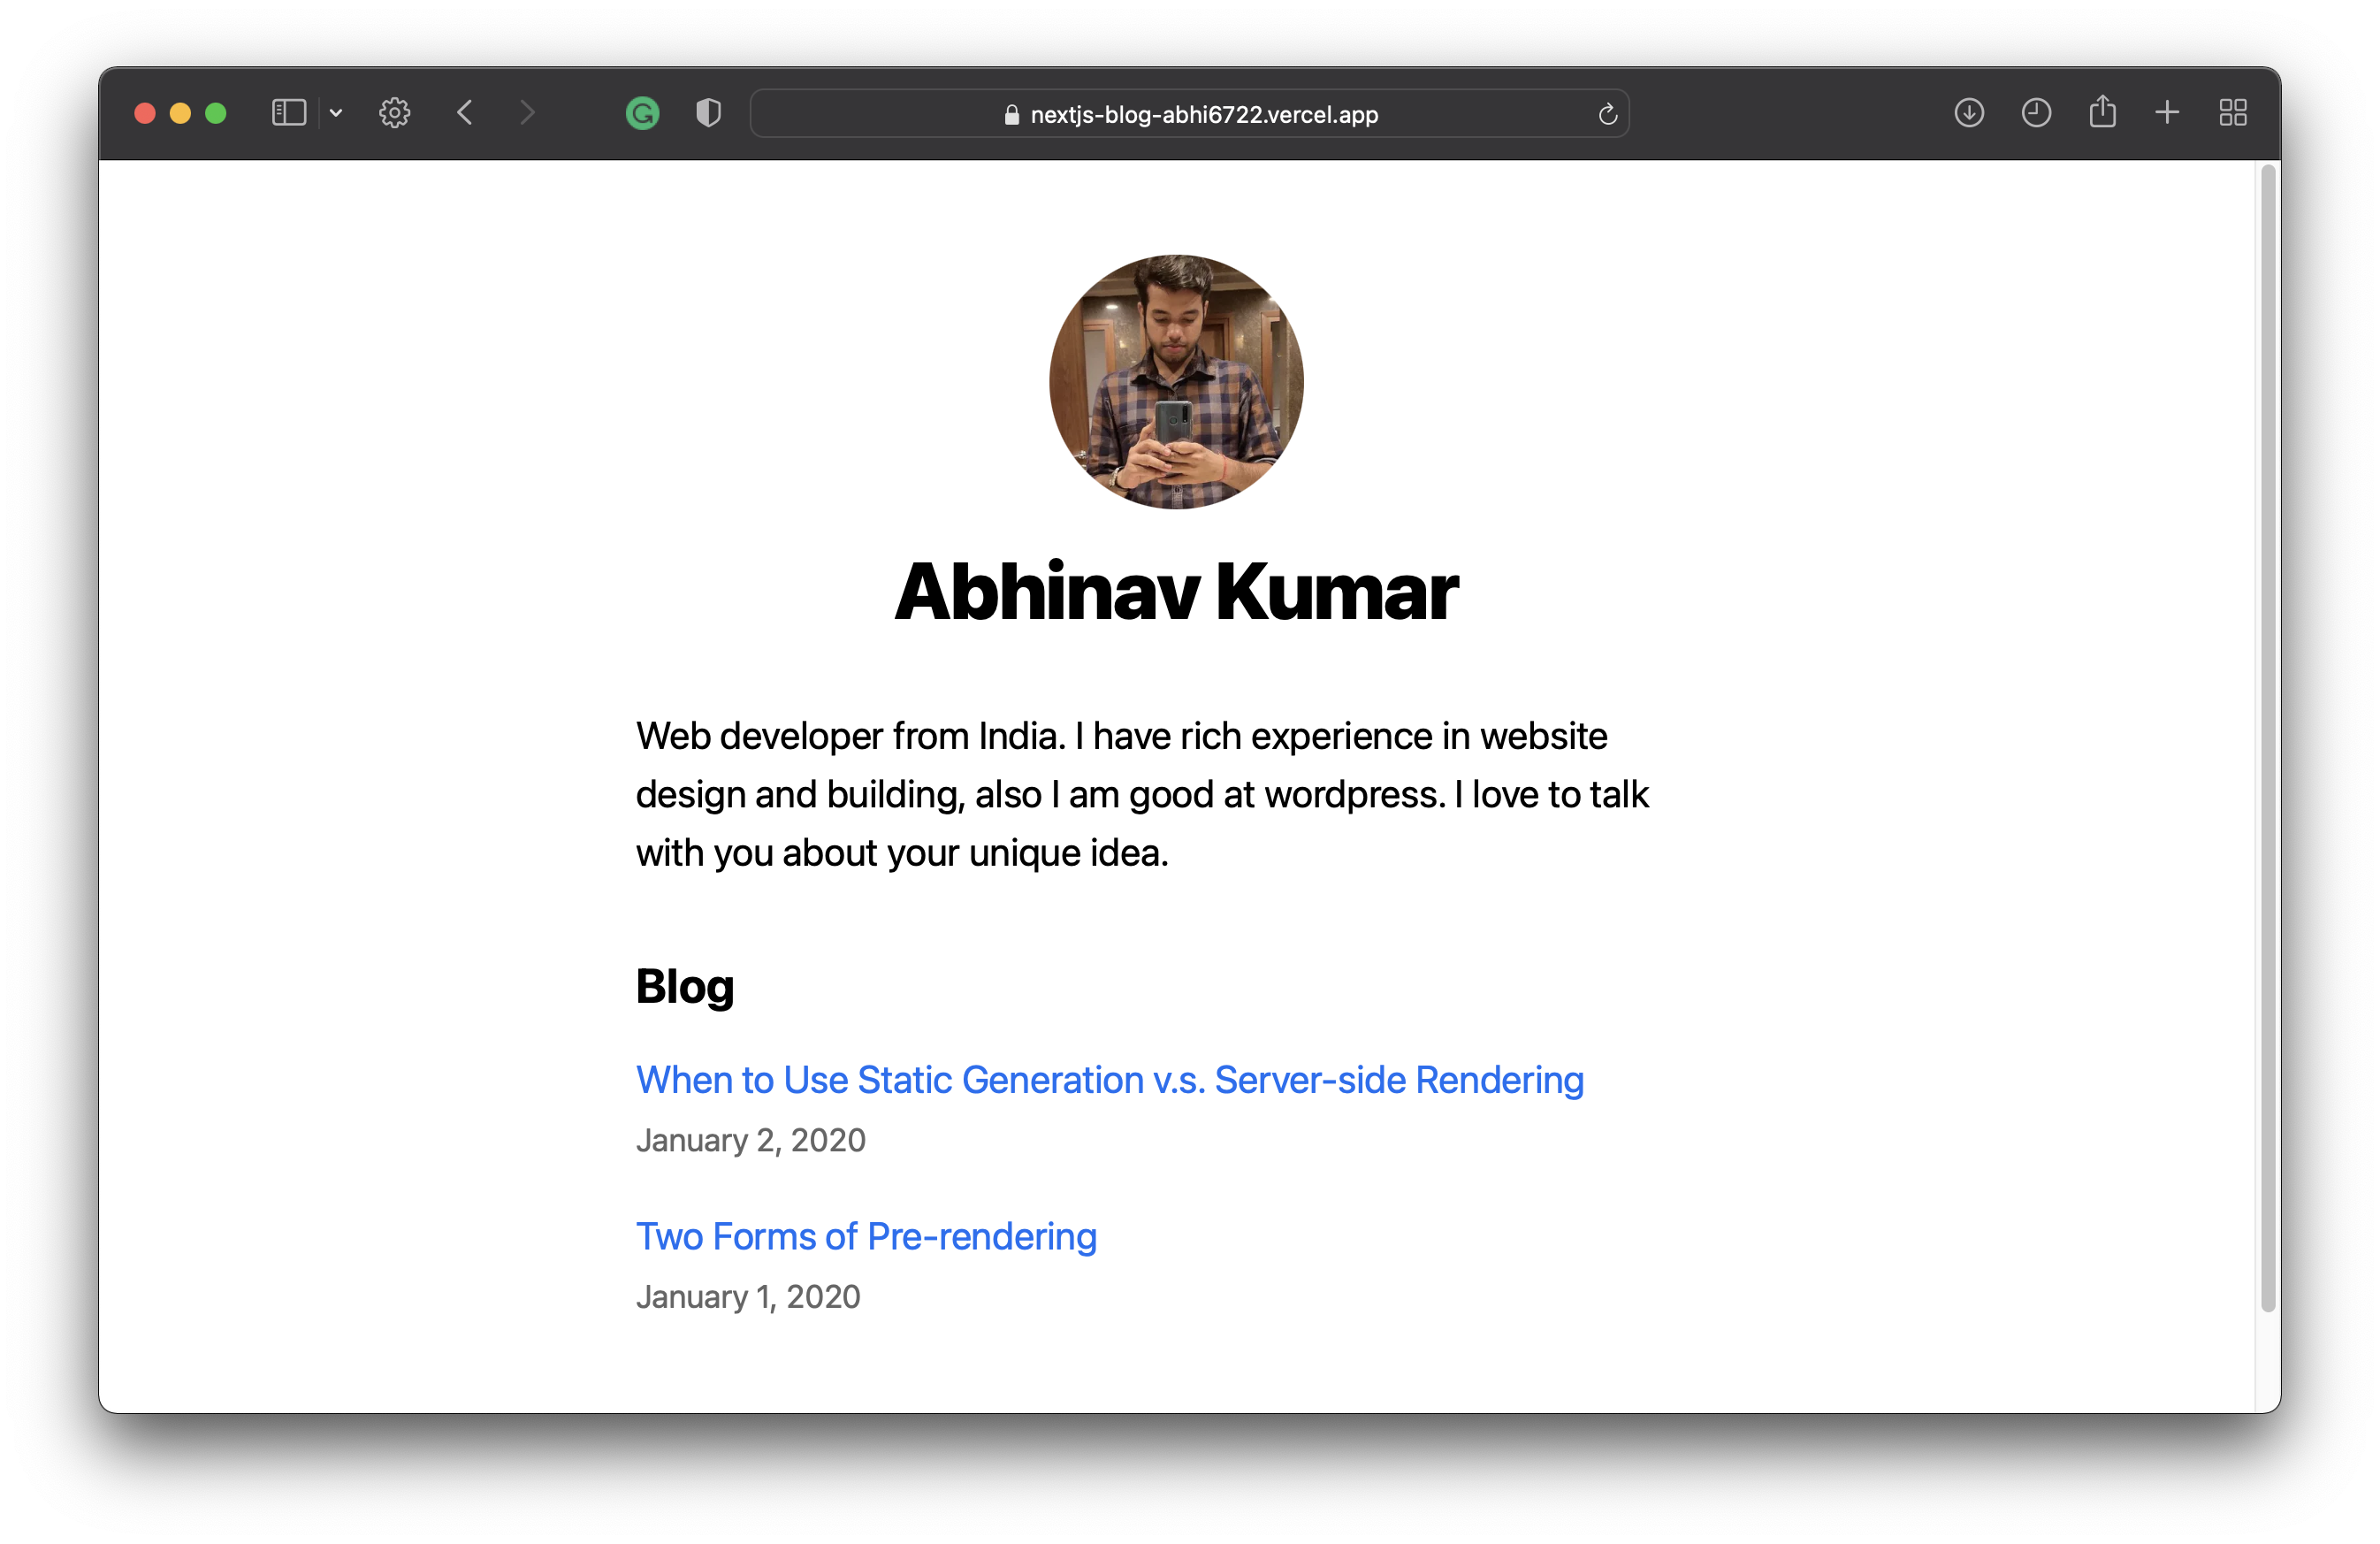 nextjs-blog-abhi6722.vercel.app
Abhinav Kumar
Web developer from India. I have rich experience in website
design and building, also I am good at wordpress. I love to talk
with you about your unique idea.
Blog
When to Use Static Generation v.s. Server-side Rendering
January 2, 2020
Two Forms of Pre-rendering
January 1, 2020